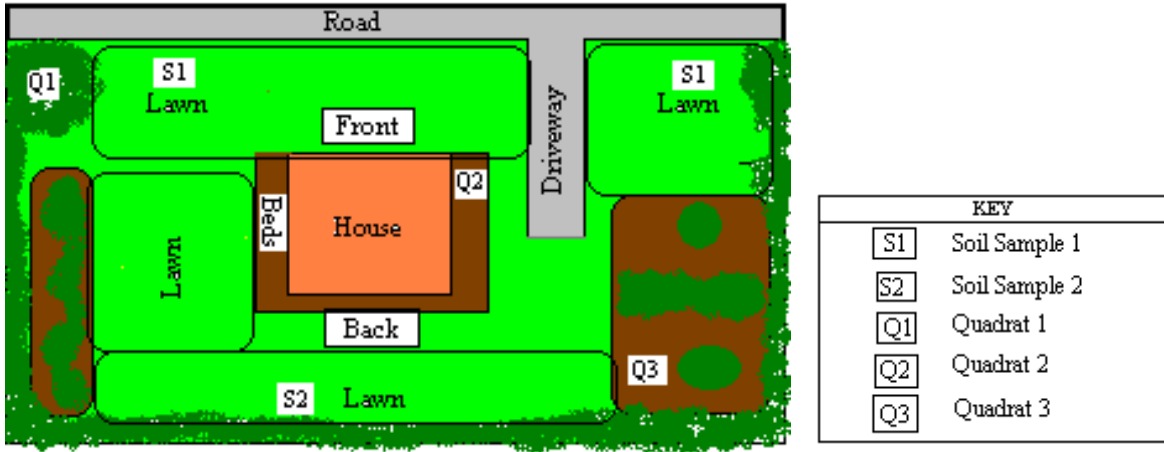 Road
Q1
S1
Lawn
S1
Lawn
Driveway
Front
Q2
Beds
House
Lawn
Back
Q3
S2 Lawn
KEY
S1 Soil Sample 1
S2 Soil Sample 2
Q1 Quadrat 1
Q2 Quadrat 2
Q3 Quadrat 3